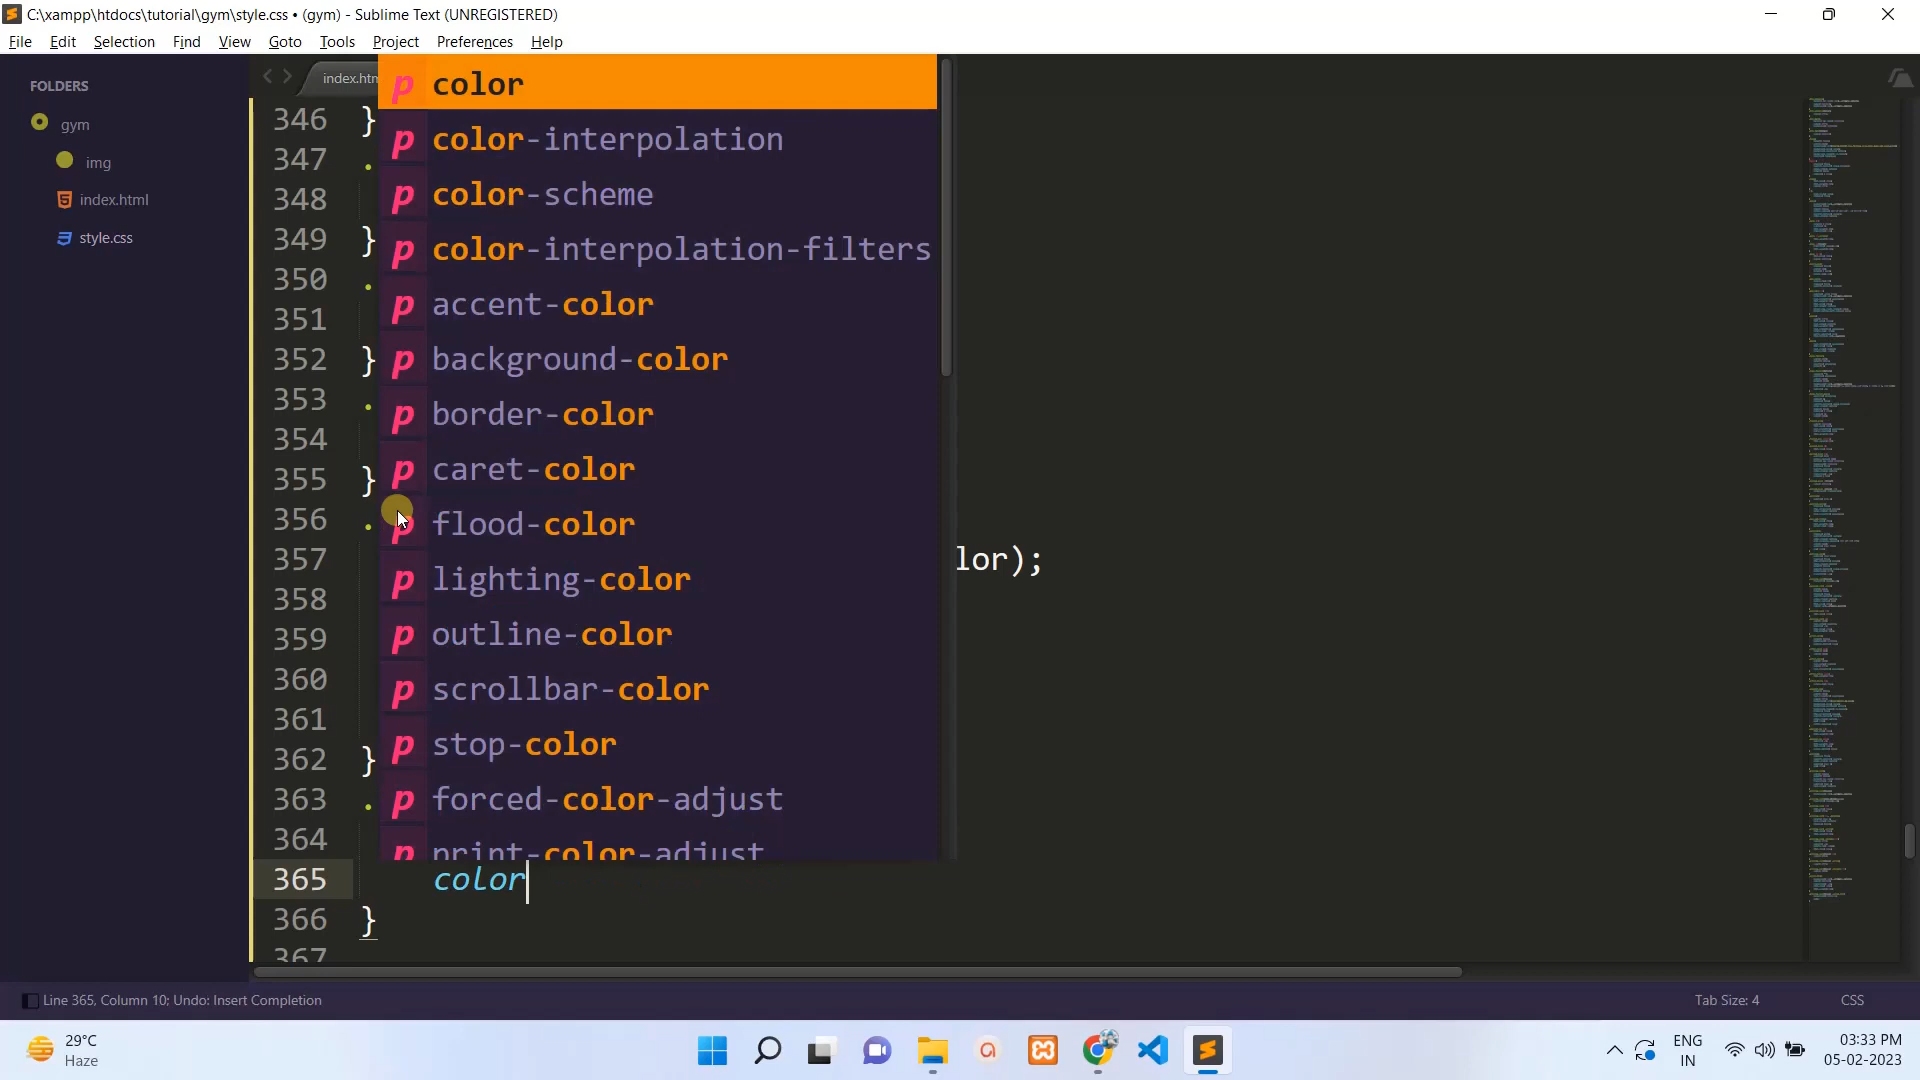 C:\xampp\htdocs\tutorial\gym\style.css • (gym) - Sublime Text (UNREGISTERED)
File Edit Selection Find View Goto Tools Project Preferences Help
FOLDERS
gym
img
index.html
style.css
index.htm
346 }
347 .
348
349 }
350 .
351
352 }
353 .
354
355 }
356 .
357 lor);
358
359
360
361
362 }
363 .
364
365 color
366 }
367
p color
p color-interpolation
p color-scheme
p color-interpolation-filters
p accent-color
p background-color
p border-color
p caret-color
p flood-color
p lighting-color
p outline-color
p scrollbar-color
p stop-color
p forced-color-adjust
p print-color-adjust
Line 365, Column 10; Undo: Insert Completion
Tab Size: 4
CSS
29°C
Haze
ENG
IN
03:33 PM
05-02-2023